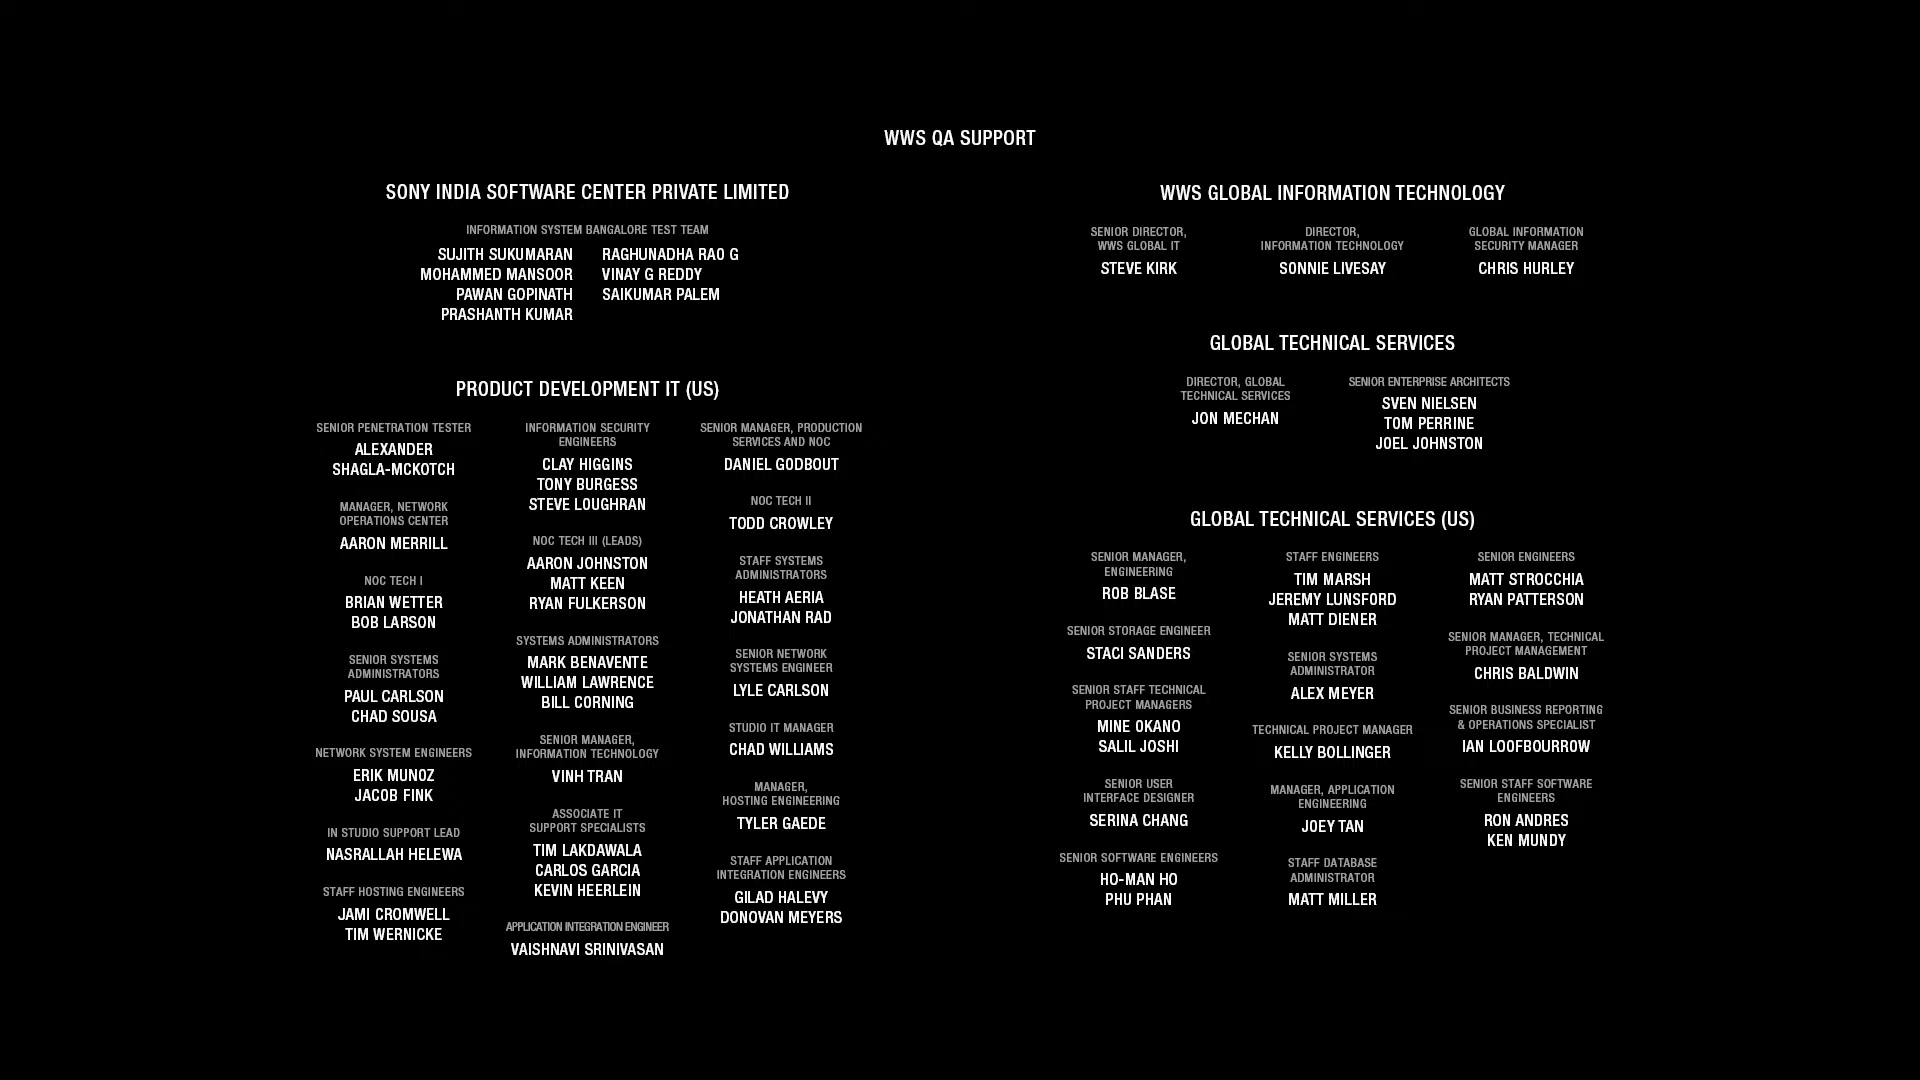 WWS QA SUPPORT
SONY INDIA SOFTWARE CENTER PRIVATE LIMITED
INFORMATION SYSTEM BANGALORE TEST TEAM
SUJITH SUKUMARAN
MOHAMMED MANSOOR
PAWAN GOPINATH
PRASHANTH KUMAR
RAGHUNADHA RAO G
VINAY G REDDY
SAIKUMAR PALEM
PRODUCT DEVELOPMENT IT (US)
SENIOR PENETRATION TESTER
ALEXANDER
SHAGLA-MCKOTCH
MANAGER, NETWORK
OPERATIONS CENTER
AARON MERRILL
NOC TECH I
BRIAN WETTER
BOB LARSON
SENIOR SYSTEMS
ADMINISTRATORS
PAUL CARLSON
CHAD SOUSA
NETWORK SYSTEM ENGINEERS
ERIK MUNOZ
JACOB FINK
IN STUDIO SUPPORT LEAD
NASRALLAH HELEWA
STAFF HOSTING ENGINEERS
JAMI CROMWELL
TIM WERNICKE
INFORMATION SECURITY
ENGINEERS
CLAY HIGGINS
TONY BURGESS
STEVE LOUGHRAN
NOC TECH III (LEADS)
AARON JOHNSTON
MATT KEEN
RYAN FULKERSON
SYSTEMS ADMINISTRATORS
MARK BENAVENTE
WILLIAM LAWRENCE
BILL CORNING
SENIOR MANAGER,
INFORMATION TECHNOLOGY
VINH TRAN
ASSOCIATE IT
SUPPORT SPECIALISTS
TIM LAKDAWALA
CARLOS GARCIA
KEVIN HEERLEIN
APPLICATION INTEGRATION ENGINEER
VAISHNAVI SRINIVASAN
SENIOR MANAGER, PRODUCTION
SERVICES AND NOC
DANIEL GODBOUT
NOC TECH II
TODD CROWLEY
STAFF SYSTEMS
ADMINISTRATORS
HEATH AERIA
JONATHAN RAD
SENIOR NETWORK
SYSTEMS ENGINEER
LYLE CARLSON
STUDIO IT MANAGER
CHAD WILLIAMS
MANAGER,
HOSTING ENGINEERING
TYLER GAEDE
STAFF APPLICATION
INTEGRATION ENGINEERS
GILAD HALEVY
DONOVAN MEYERS
WWS GLOBAL INFORMATION TECHNOLOGY
SENIOR DIRECTOR,
WWS GLOBAL IT
STEVE KIRK
DIRECTOR,
INFORMATION TECHNOLOGY
SONNIE LIVESAY
GLOBAL INFORMATION
SECURITY MANAGER
CHRIS HURLEY
GLOBAL TECHNICAL SERVICES
DIRECTOR, GLOBAL
TECHNICAL SERVICES
JON MECHAN
SENIOR ENTERPRISE ARCHITECTS
SVEN NIELSEN
TOM PERRINE
JOEL JOHNSTON
GLOBAL TECHNICAL SERVICES (US)
SENIOR MANAGER,
ENGINEERING
ROB BLASE
SENIOR STORAGE ENGINEER
STACI SANDERS
SENIOR STAFF TECHNICAL
PROJECT MANAGERS
MINE OKANO
SALIL JOSHI
SENIOR USER
INTERFACE DESIGNER
SERINA CHANG
SENIOR SOFTWARE ENGINEERS
HO-MAN HO
PHU PHAN
STAFF ENGINEERS
TIM MARSH
JEREMY LUNSFORD
MATT DIENER
SENIOR SYSTEMS
ADMINISTRATOR
ALEX MEYER
TECHNICAL PROJECT MANAGER
KELLY BOLLINGER
MANAGER, APPLICATION
ENGINEERING
JOEY TAN
STAFF DATABASE
ADMINISTRATOR
MATT MILLER
SENIOR ENGINEERS
MATT STROCCHIA
RYAN PATTERSON
SENIOR MANAGER, TECHNICAL
PROJECT MANAGEMENT
CHRIS BALDWIN
SENIOR BUSINESS REPORTING
& OPERATIONS SPECIALIST
IAN LOOFBOURROW
SENIOR STAFF SOFTWARE
ENGINEERS
RON ANDRES
KEN MUNDY